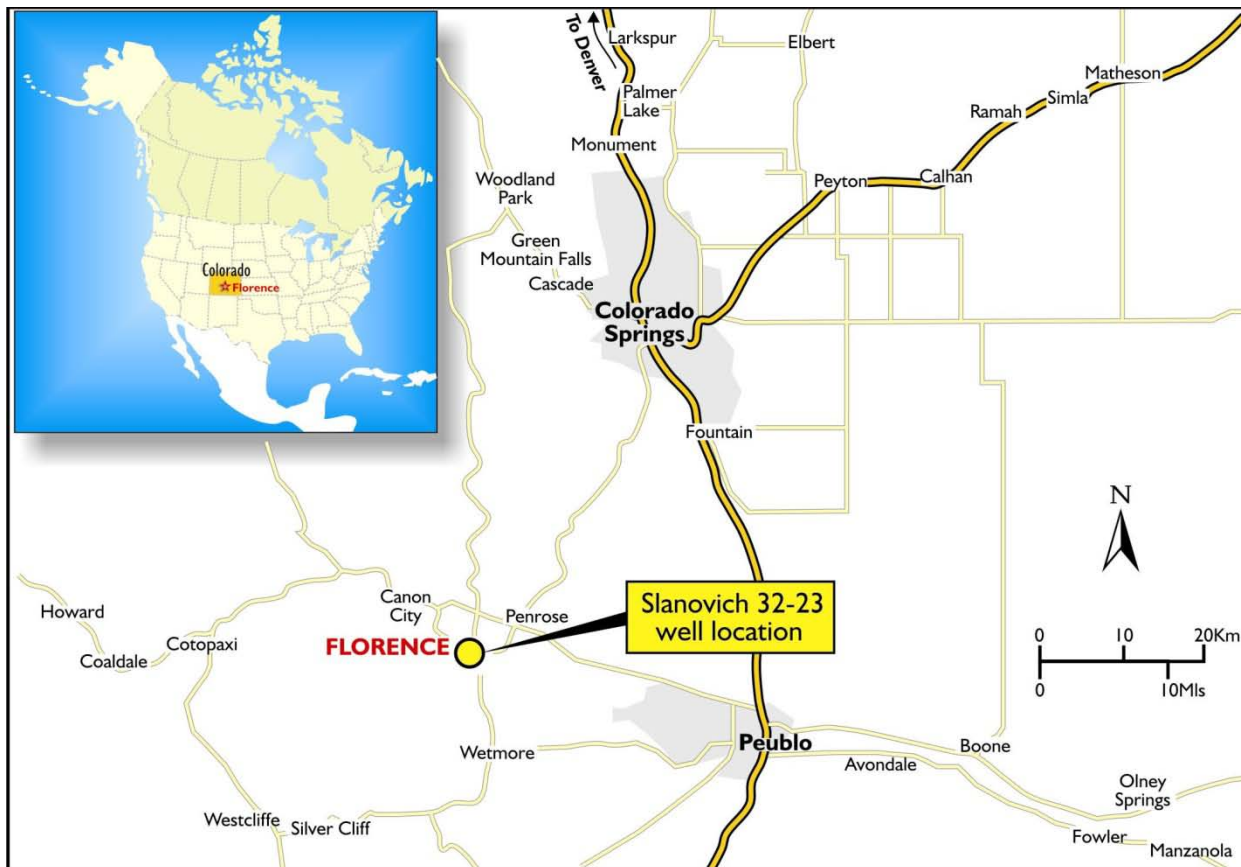 Colorado
Florence
To Denver
Larkspur
Elbert
Palmer
Lake
Matheson
Simla
Ramah
Monument
Woodland
Park
Peyton
Calhan
Green
Mountain Falls
Cascade
Colorado
Springs
Fountain
N
Slanovich 32-23
well location
Canon
City
Penrose
Howard
FLORENCE
Cotopaxi
Coaldale
0 10 20Km
0 10Mls
Peublo
Wetmore
Boone
Avondale
Olney
Springs
Westcliffe
Silver Cliff
Fowler
Manzanola